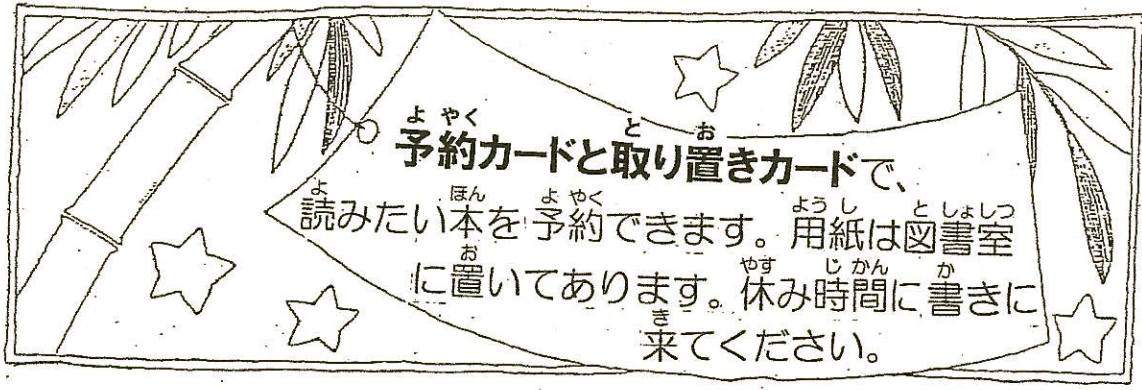 予約カードと取り置きカードで、
読みたい本を予約できます。用紙は図書室
に置いてあります。休み時間に書きに
来てください。